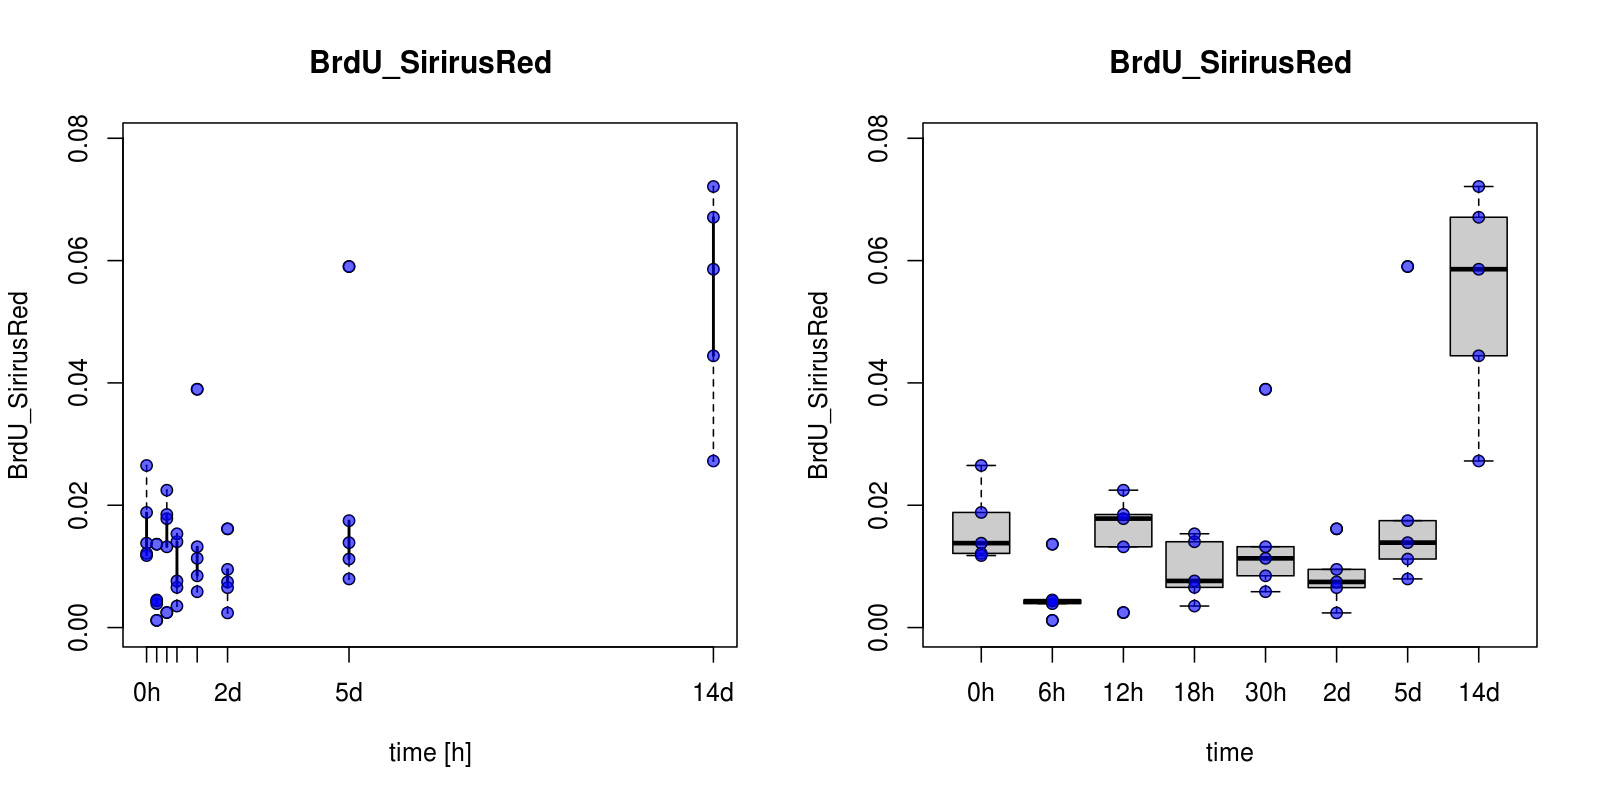 BrdU_SirirusRed
BrdU_SirirusRed
0.08
0.06
0.04
0.02
0.00
0h
2d
5d
14d
time [h]
BrdU_SirirusRed
BrdU_SirirusRed
0.08
0.06
0.04
0.02
0.00
0h
6h
12h
18h
30h
2d
5d
14d
time